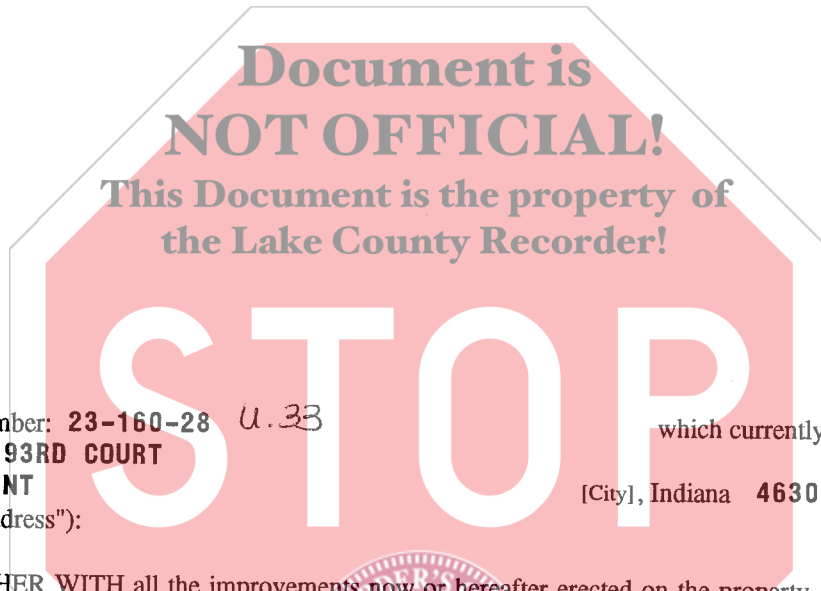 Document is
NOT OFFICIAL!
This Document is the property of
the Lake County Recorder!
STOP
mber: 23-160-28 U.33 which currently
93RD COURT
NT [City], Indiana 4630
dress"):
HER WITH all the improvements now or hereafter erected on the property